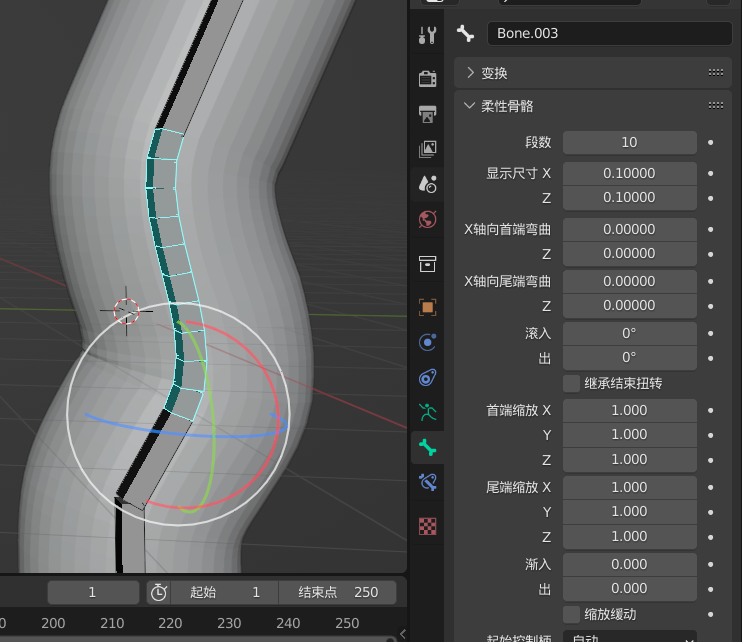 Bone.003
变换
柔性骨骼
段数 10
显示尺寸 X 0.10000
Z 0.10000
X轴向首端弯曲 0.00000
Z 0.00000
X轴向尾端弯曲 0.00000
Z 0.00000
滚入 0°
出 0°
继承结束扭转
首端缩放 X 1.000
Y 1.000
Z 1.000
尾端缩放 X 1.000
Y 1.000
Z 1.000
渐入 0.000
出 0.000
缩放缓动
起始控制柄 自动
1 起始 1 结束点 250
200 210 220 230 240 250